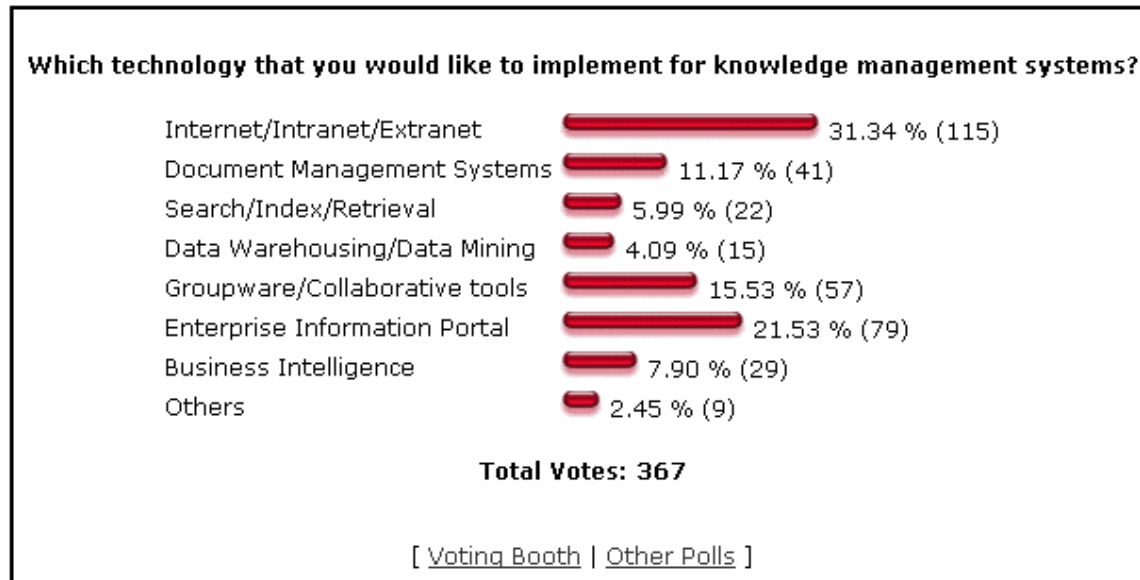 Which technology that you would like to implement for knowledge management systems?
Internet/Intranet/Extranet 31.34 % (115)
Document Management Systems 11.17 % (41)
Search/Index/Retrieval 5.99 % (22)
Data Warehousing/Data Mining 4.09 % (15)
Groupware/Collaborative tools 15.53 % (57)
Enterprise Information Portal 21.53 % (79)
Business Intelligence 7.90 % (29)
Others 2.45 % (9)
Total Votes: 367
[ Voting Booth | Other Polls ]